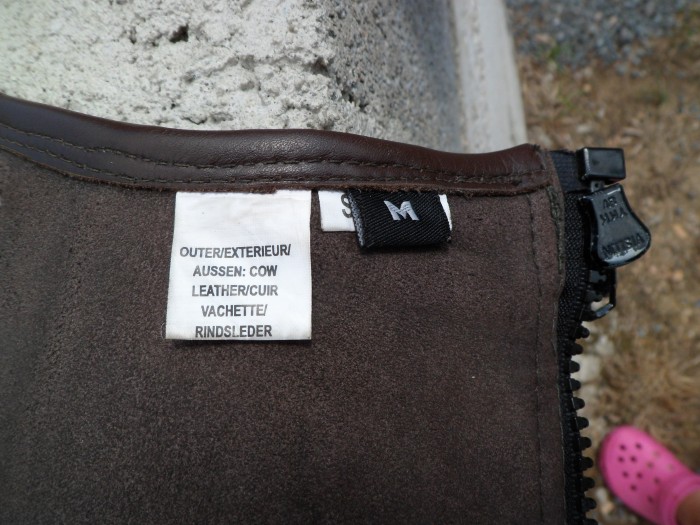 OUTER/EXTERIEUR/
AUSSEN: COW
LEATHER/CUIR
VACHETTE/
RINDSLEDER
S
M